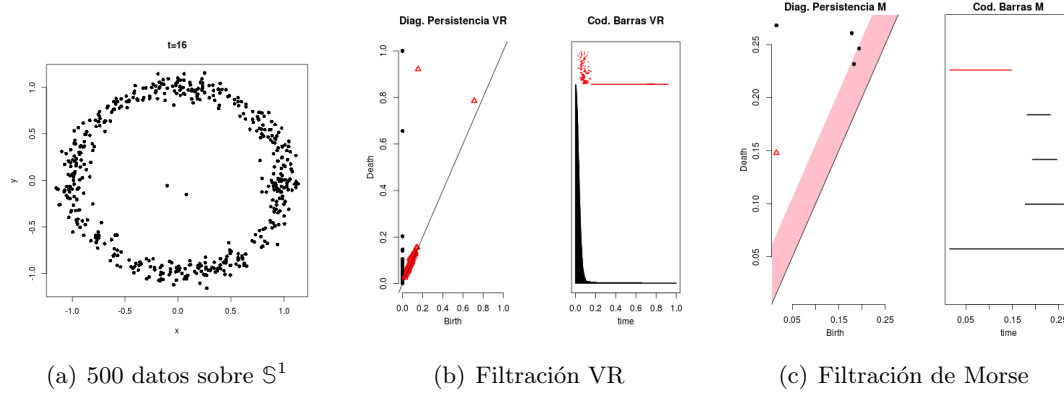 t=16
1.0
0.5
0.0
-0.5
-1.0
y
-1.0 -0.5 0.0 0.5 1.0
x
(a) 500 datos sobre 𝕊¹
Diag. Persistencia VR
1.0
0.8
0.6
0.4
0.2
0.0
Death
0.0 0.2 0.4 0.6 0.8 1.0
Birth
Cod. Barras VR
0.0 0.2 0.4 0.6 0.8 1.0
time
(b) Filtración VR
Diag. Persistencia M
0.25
0.20
0.15
0.10
0.05
Death
0.05 0.15 0.25
Birth
Cod. Barras M
0.05 0.15 0.25
time
(c) Filtración de Morse